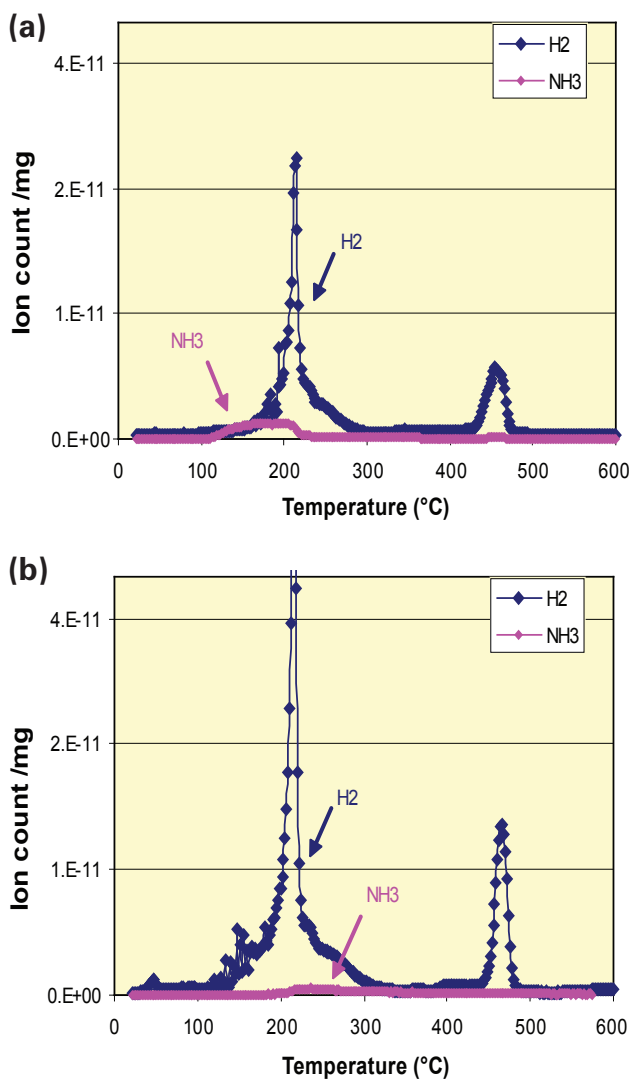 (a)
H2
NH3
4.E-11
2.E-11
1.E-11
0.E+00
Ion count /mg
H2
NH3
0 100 200 300 400 500 600
Temperature (°C)
(b)
H2
NH3
4.E-11
2.E-11
1.E-11
0.E+00
Ion count /mg
H2
NH3
0 100 200 300 400 500 600
Temperature (°C)